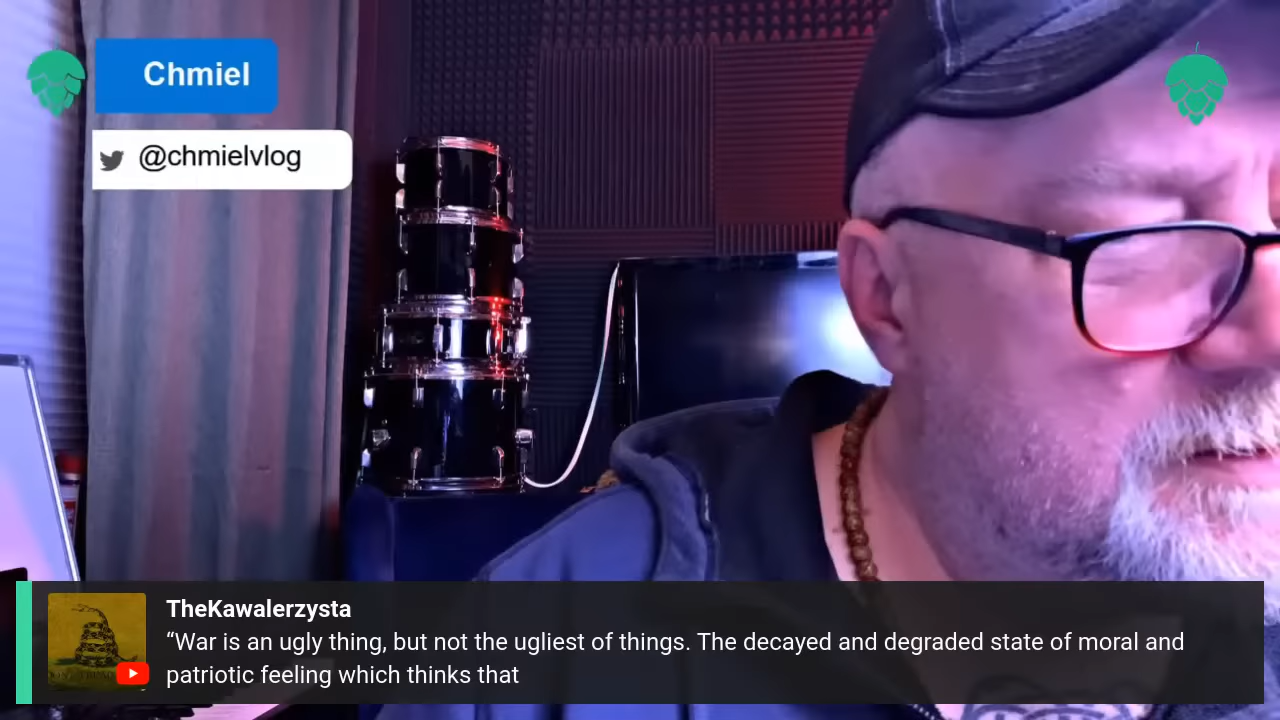 Chmiel
@chmielvlog
TheKawalerzysta
“War is an ugly thing, but not the ugliest of things. The decayed and degraded state of moral and
patriotic feeling which thinks that